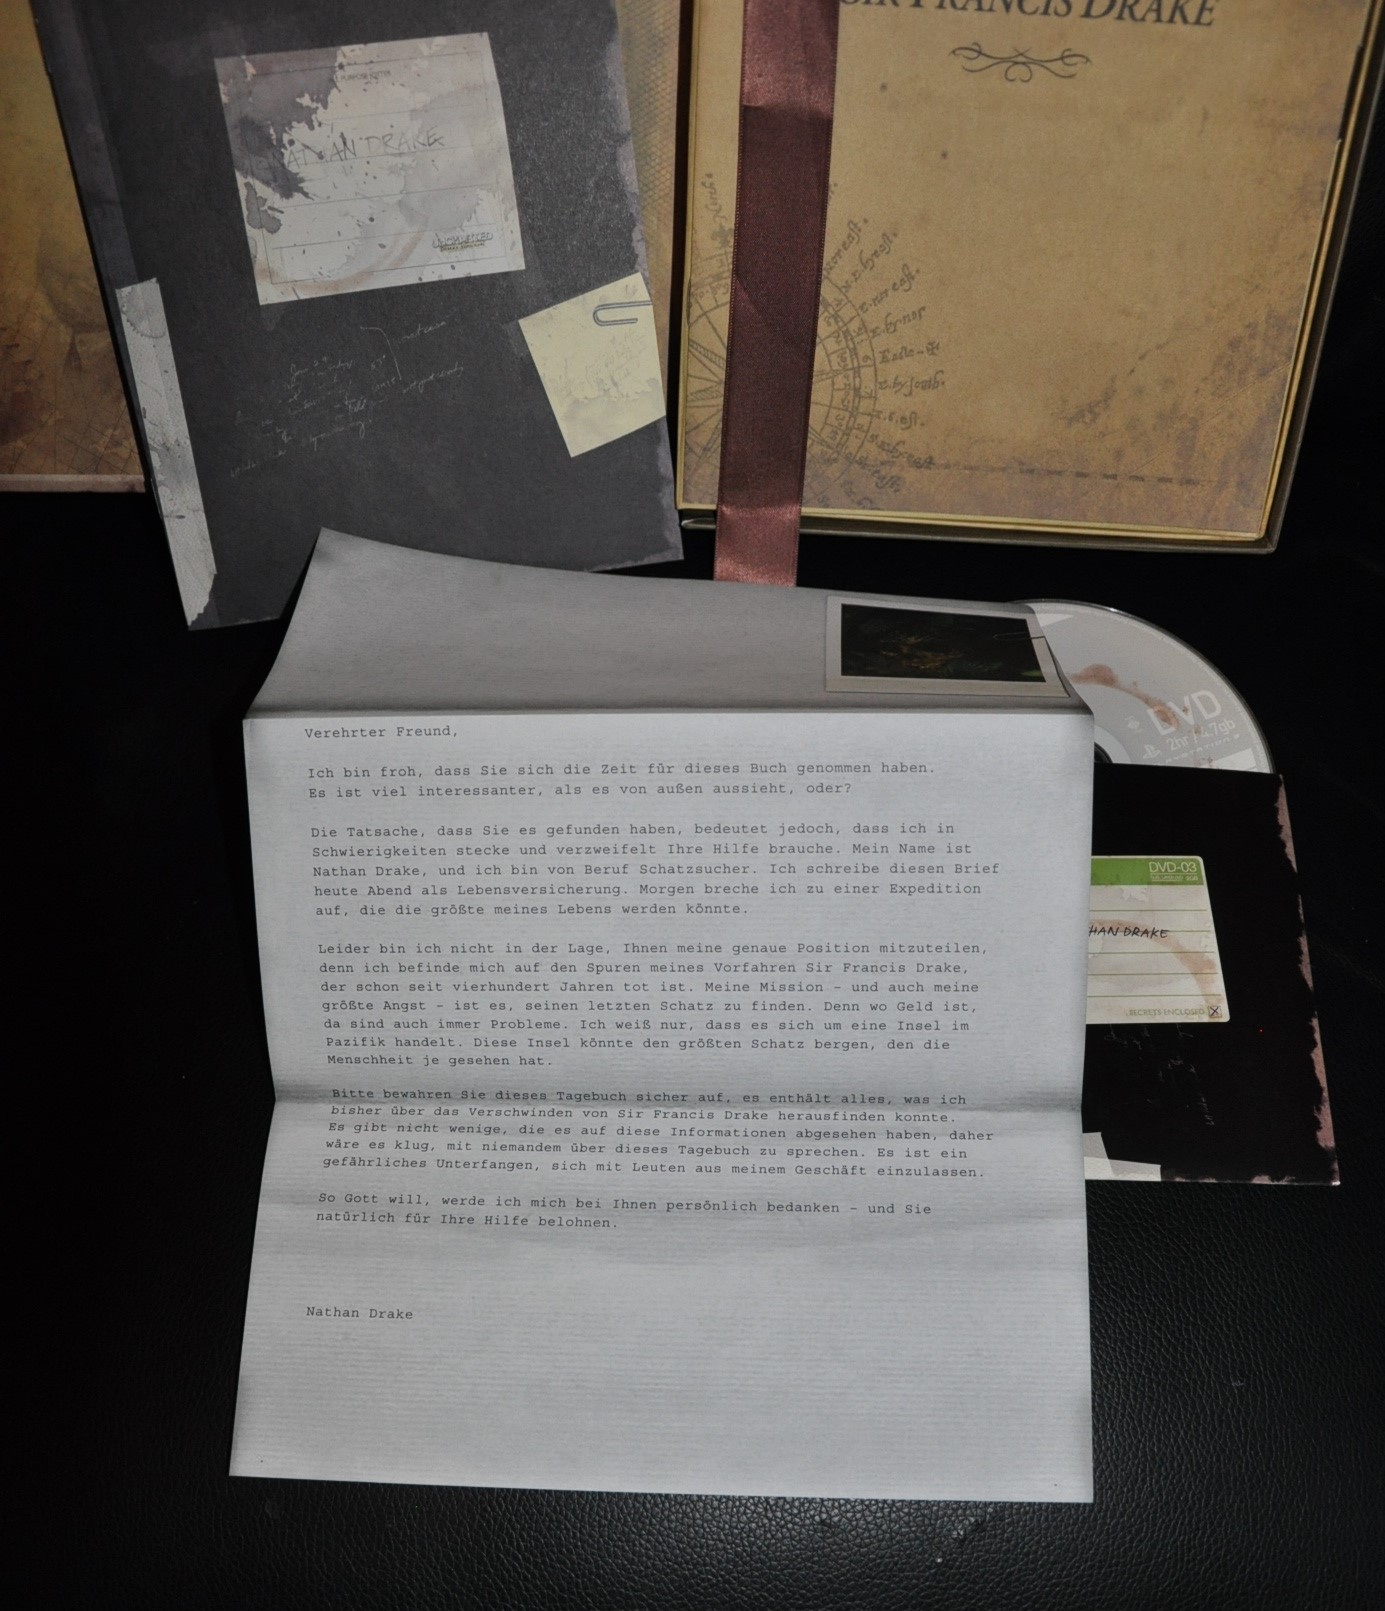 SIR FRANCIS DRAKE
NATHAN DRAKE
nor east.
Easte
Verehrter Freund,
Ich bin froh, dass Sie sich die Zeit für dieses Buch genommen haben.
Es ist viel interessanter, als es von außen aussieht, oder?
Die Tatsache, dass Sie es gefunden haben, bedeutet jedoch, dass ich in
Schwierigkeiten stecke und verzweifelt Ihre Hilfe brauche. Mein Name ist
Nathan Drake, und ich bin von Beruf Schatzsucher. Ich schreibe diesen Brief
heute Abend als Lebensversicherung. Morgen breche ich zu einer Expedition
auf, die die größte meines Lebens werden könnte.
Leider bin ich nicht in der Lage, Ihnen meine genaue Position mitzuteilen,
denn ich befinde mich auf den Spuren meines Vorfahren Sir Francis Drake,
der schon seit vierhundert Jahren tot ist. Meine Mission – und auch meine
größte Angst – ist es, seinen letzten Schatz zu finden. Denn wo Geld ist,
da sind auch immer Probleme. Ich weiß nur, dass es sich um eine Insel im
Pazifik handelt. Diese Insel könnte den größten Schatz bergen, den die
Menschheit je gesehen hat.
Bitte bewahren Sie dieses Tagebuch sicher auf, es enthält alles, was ich
bisher über das Verschwinden von Sir Francis Drake herausfinden konnte.
Es gibt nicht wenige, die es auf diese Informationen abgesehen haben, daher
wäre es klug, mit niemandem über dieses Tagebuch zu sprechen. Es ist ein
gefährliches Unterfangen, sich mit Leuten aus meinem Geschäft einzulassen.
So Gott will, werde ich mich bei Ihnen persönlich bedanken – und Sie
natürlich für Ihre Hilfe belohnen.
Nathan Drake
DVD
2hr/4.7gb
DVD-03
HAN DRAKE
SECRETS ENCLOSED